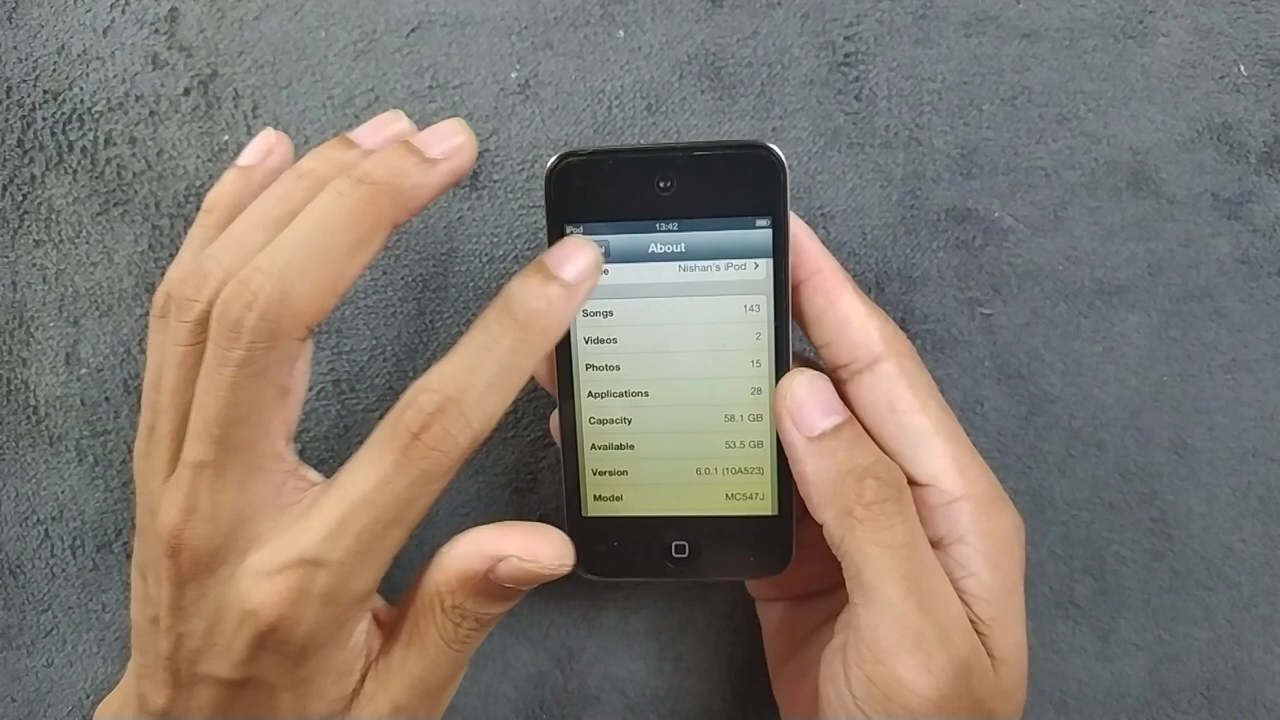 iPod 13:42
About
Nishan's iPod
Songs 143
Videos 2
Photos 15
Applications 28
Capacity 58.1 GB
Available 53.5 GB
Version 6.0.1 (10A523)
Model MC547J